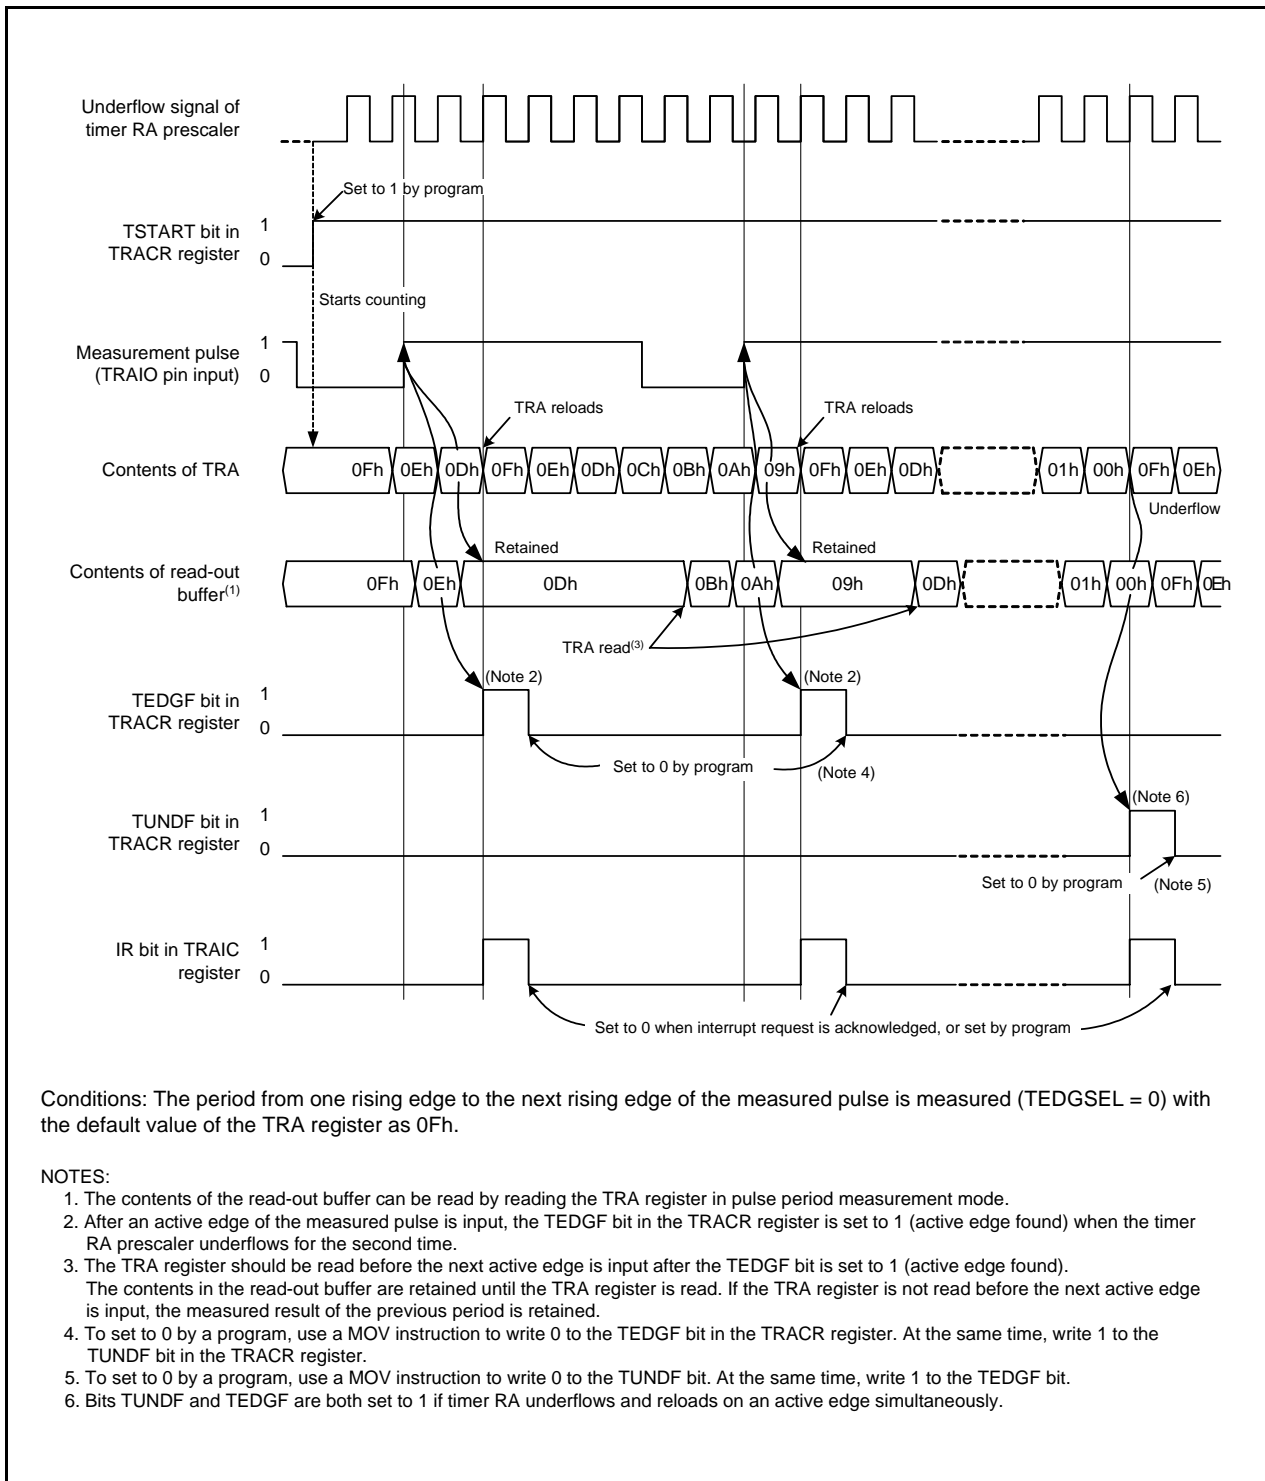 Underflow signal of
timer RA prescaler
Set to 1 by program
TSTART bit in
TRACR register
1
0
Starts counting
Measurement pulse
(TRAIO pin input)
1
0
TRA reloads
TRA reloads
Contents of TRA
0Fh 0Eh 0Dh 0Fh 0Eh 0Dh 0Ch 0Bh 0Ah 09h 0Fh 0Eh 0Dh 01h 00h 0Fh 0Eh
Underflow
Retained
Retained
Contents of read-out
buffer(1)
0Fh 0Eh 0Dh 0Bh 0Ah 09h 0Dh 01h 00h 0Fh 0Eh
TRA read(3)
(Note 2)
(Note 2)
TEDGF bit in
TRACR register
1
0
Set to 0 by program
(Note 4)
(Note 6)
TUNDF bit in
TRACR register
1
0
Set to 0 by program
(Note 5)
IR bit in TRAIC
register
1
0
Set to 0 when interrupt request is acknowledged, or set by program
Conditions: The period from one rising edge to the next rising edge of the measured pulse is measured (TEDGSEL = 0) with
the default value of the TRA register as 0Fh.
NOTES:
1. The contents of the read-out buffer can be read by reading the TRA register in pulse period measurement mode.
2. After an active edge of the measured pulse is input, the TEDGF bit in the TRACR register is set to 1 (active edge found) when the timer
RA prescaler underflows for the second time.
3. The TRA register should be read before the next active edge is input after the TEDGF bit is set to 1 (active edge found).
The contents in the read-out buffer are retained until the TRA register is read. If the TRA register is not read before the next active edge
is input, the measured result of the previous period is retained.
4. To set to 0 by a program, use a MOV instruction to write 0 to the TEDGF bit in the TRACR register. At the same time, write 1 to the
TUNDF bit in the TRACR register.
5. To set to 0 by a program, use a MOV instruction to write 0 to the TUNDF bit. At the same time, write 1 to the TEDGF bit.
6. Bits TUNDF and TEDGF are both set to 1 if timer RA underflows and reloads on an active edge simultaneously.